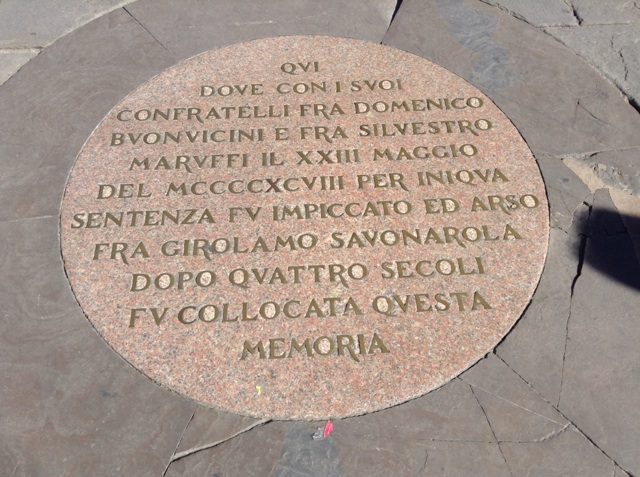 QVI
DOVE CON I SVOI
CONFRATELLI FRA DOMENICO
BVONVICINI E FRA SILVESTRO
MARVFFI IL XXIII MAGGIO
DEL MCCCCXCVIII PER INIQVA
SENTENZA FV IMPICCATO ED ARSO
FRA GIROLAMO SAVONAROLA
DOPO QVATTRO SECOLI
FV COLLOCATA QVESTA
MEMORIA